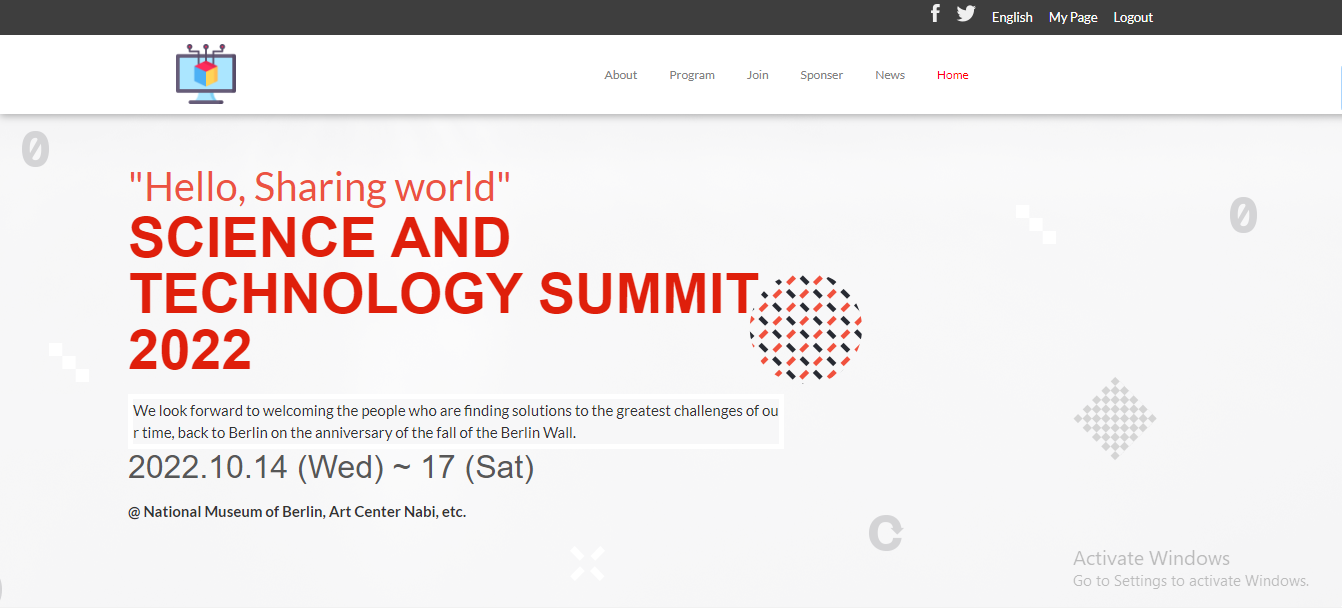 English My Page Logout
About Program Join Sponser News Home
"Hello, Sharing world"
SCIENCE AND
TECHNOLOGY SUMMIT
2022
We look forward to welcoming the people who are finding solutions to the greatest challenges of ou
r time, back to Berlin on the anniversary of the fall of the Berlin Wall.
2022.10.14 (Wed) ~ 17 (Sat)
@ National Museum of Berlin, Art Center Nabi, etc.
Activate Windows
Go to Settings to activate Windows.